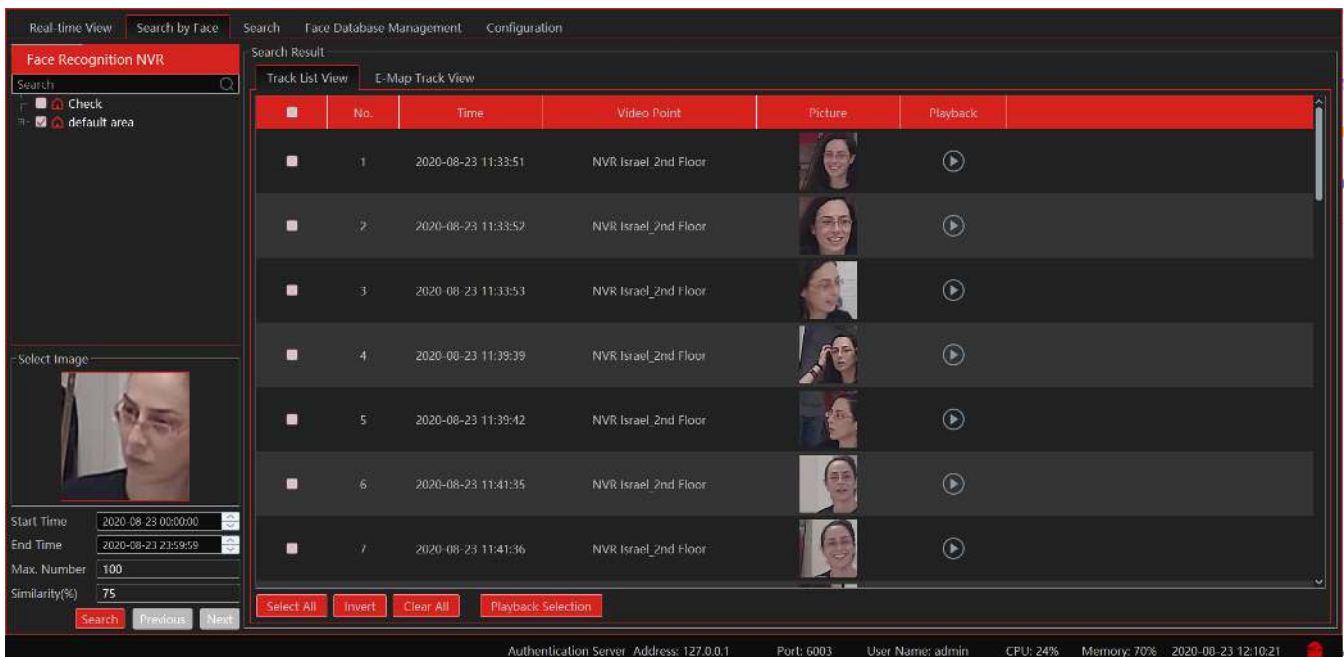 Real-time View Search by Face Search Face Database Management Configuration
Face Recognition NVR
Search
Check
default area
Search Result
Track List View E-Map Track View
No. Time Video Point Picture Playback
1 2020-08-23 11:33:51 NVR Israel_2nd Floor
2 2020-08-23 11:33:52 NVR Israel_2nd Floor
3 2020-08-23 11:33:53 NVR Israel_2nd Floor
4 2020-08-23 11:39:39 NVR Israel_2nd Floor
5 2020-08-23 11:39:42 NVR Israel_2nd Floor
6 2020-08-23 11:41:35 NVR Israel_2nd Floor
7 2020-08-23 11:41:36 NVR Israel_2nd Floor
Select Image
Start Time 2020-08-23 00:00:00
End Time 2020-08-23 23:59:59
Max. Number 100
Similarity(%) 75
Search Previous Next
Select All Invert Clear All Playback Selection
Authentication Server Address: 127.0.0.1 Port: 6003 User Name: admin CPU: 24% Memory: 70% 2020-08-23 12:10:21